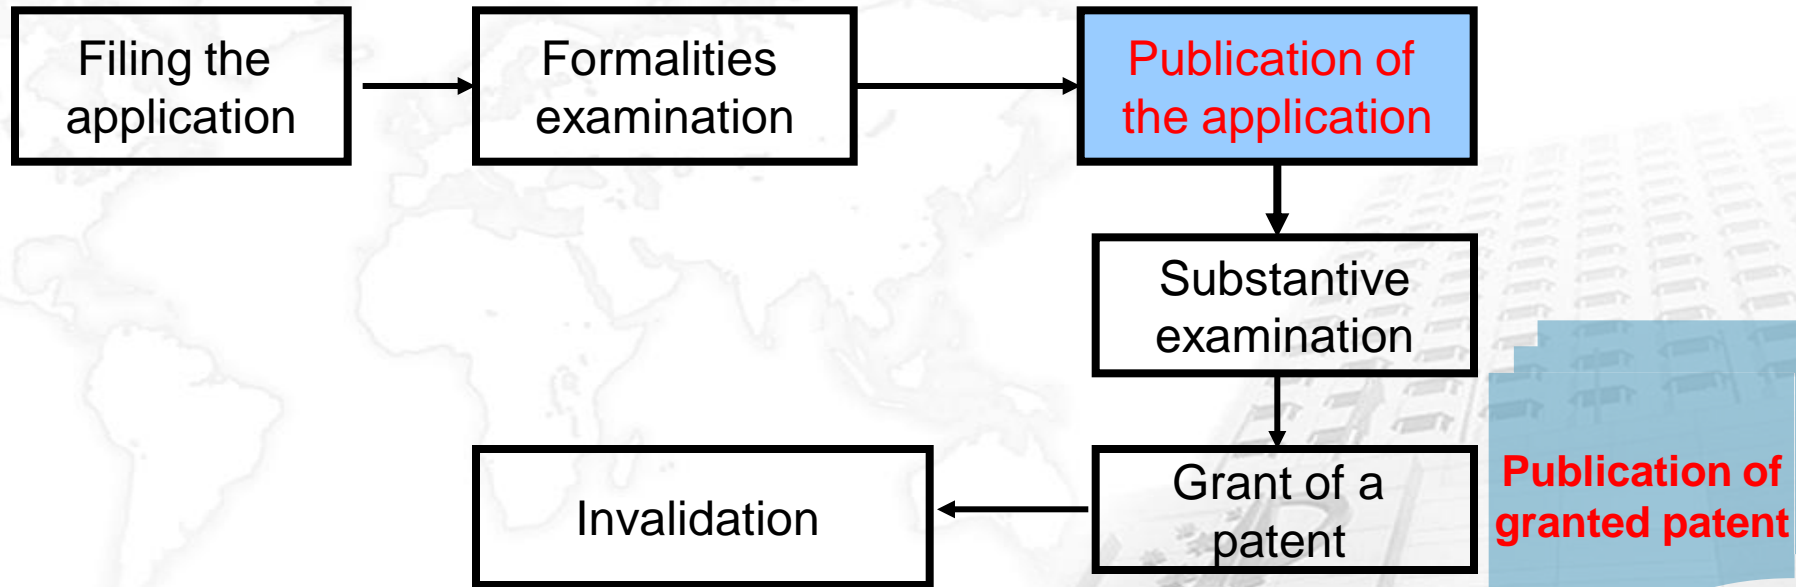 Filing the
application
Formalities
examination
Publication of
the application
Substantive
examination
Grant of a
patent
Publication of
granted patent
Invalidation